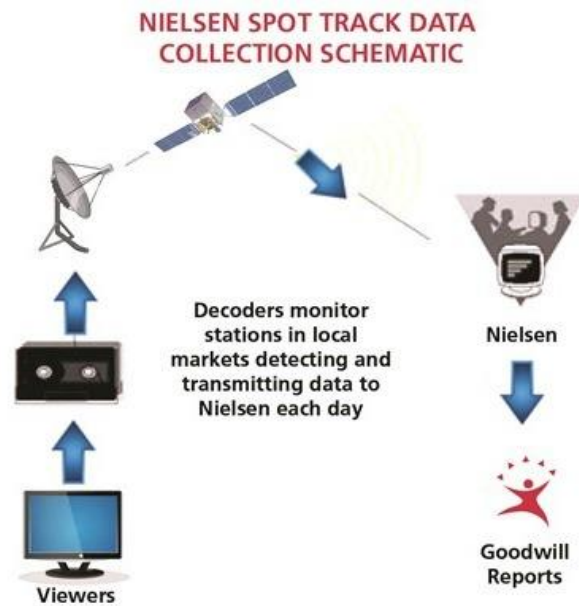 NIELSEN SPOT TRACK DATA
COLLECTION SCHEMATIC
Decoders monitor
stations in local
markets detecting and
transmitting data to
Nielsen each day
Nielsen
Viewers
Goodwill
Reports